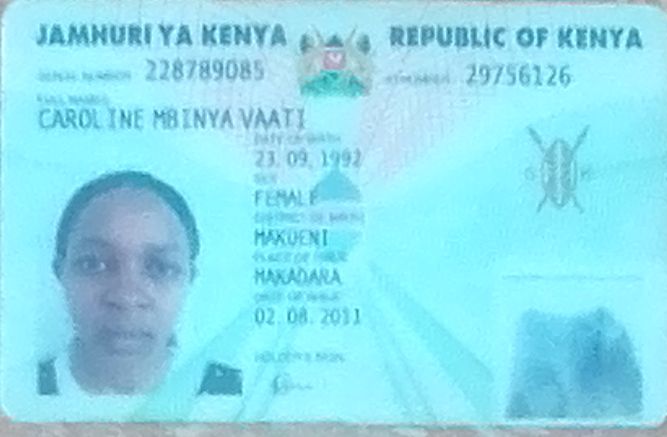 JAMHURI YA KENYA REPUBLIC OF KENYA
SERIAL NUMBER: 228789085 ID NUMBER: 29756126
FULL NAMES
CAROLINE MBINYA VAATI
DATE OF BIRTH
23. 09. 1992
SEX
FEMALE
DISTRICT OF BIRTH
MAKUENI
PLACE OF ISSUE
MAKADARA
DATE OF ISSUE
02. 08. 2011
HOLDER'S SIGN.